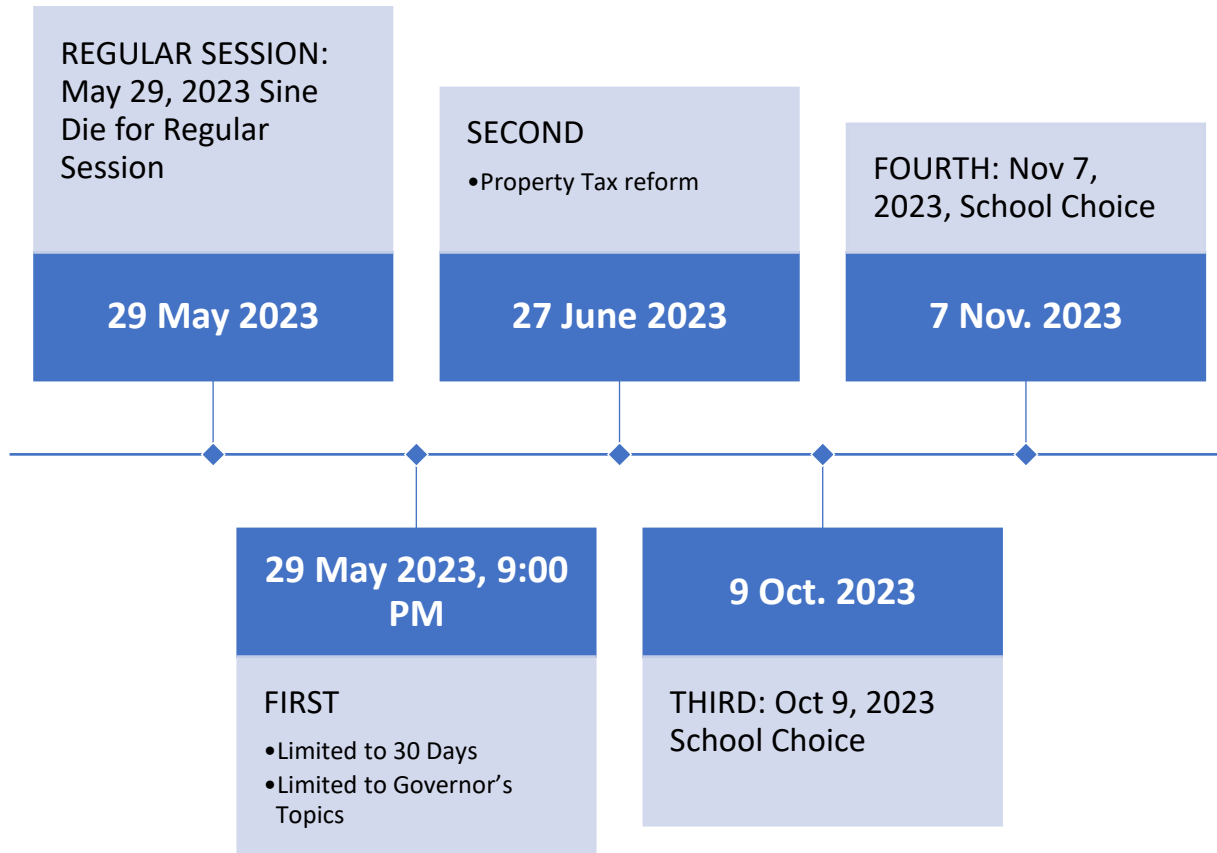 REGULAR SESSION:
May 29, 2023 Sine
Die for Regular
Session
29 May 2023
29 May 2023, 9:00
PM
FIRST
•Limited to 30 Days
•Limited to Governor’s
Topics
SECOND
•Property Tax reform
27 June 2023
9 Oct. 2023
THIRD: Oct 9, 2023
School Choice
FOURTH: Nov 7,
2023, School Choice
7 Nov. 2023